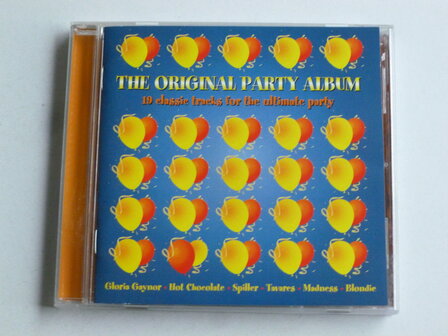 THE ORIGINAL PARTY ALBUM
19 classic tracks for the ultimate party
Gloria Gaynor • Hot Chocolate • Spiller • Tavares • Madness • Blondie